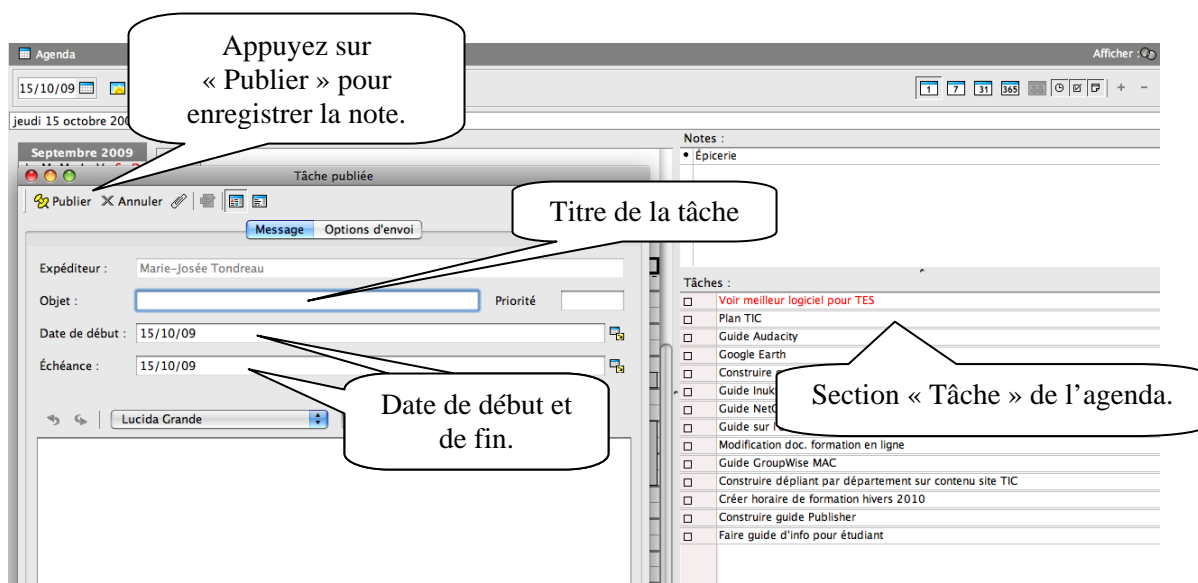 Appuyez sur
« Publier » pour
enregistrer la note.
Agenda
Afficher :
15/10/09
1 7 31 365
+ -
jeudi 15 octobre
Septembre 2009
Notes :
• Épicerie
Tâche publiée
Publier Annuler
Titre de la tâche
Message Options d'envoi
Expéditeur : Marie-Josée Tondreau
Objet : Priorité
Date de début : 15/10/09
Échéance : 15/10/09
Date de début et
de fin.
Lucida Grande
Tâches :
Voir meilleur logiciel pour TES
Plan TIC
Guide Audacity
Google Earth
Construire
Guide
Guide
Guide sur
Modification doc. formation en ligne
Guide GroupWise MAC
Construire dépliant par département sur contenu site TIC
Créer horaire de formation hivers 2010
Construire guide Publisher
Faire guide d'info pour étudiant
Section « Tâche » de l'agenda.